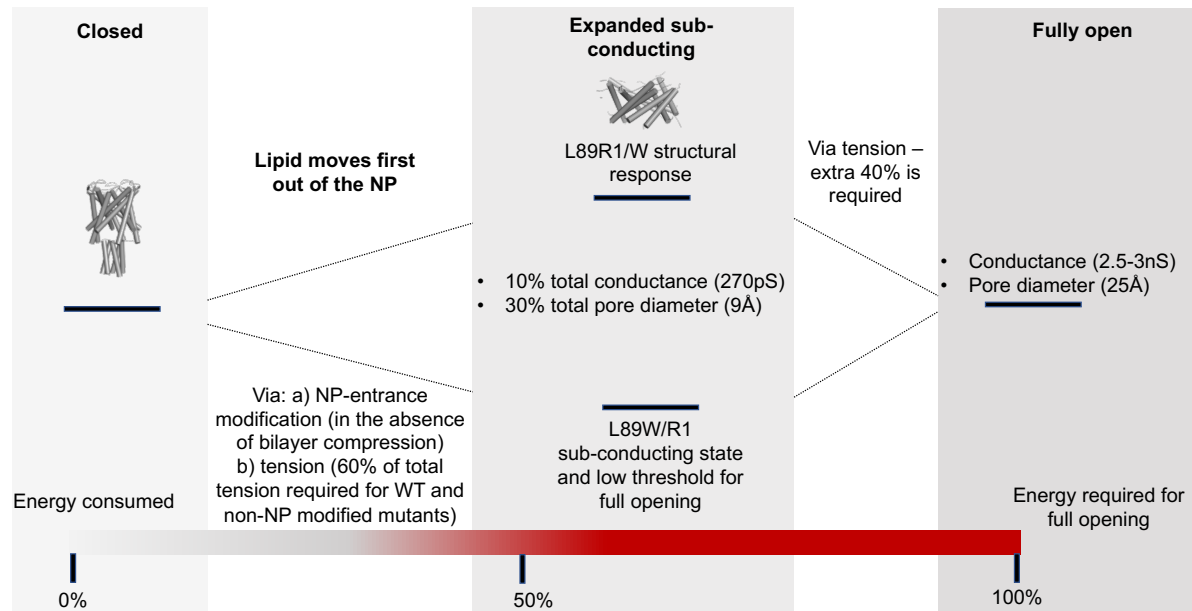 Closed
Expanded sub-
conducting
Fully open
Lipid moves first
out of the NP
L89R1/W structural
response
Via tension –
extra 40% is
required
• 10% total conductance (270pS)
• 30% total pore diameter (9Å)
• Conductance (2.5-3nS)
• Pore diameter (25Å)
Via: a) NP-entrance
modification (in the absence
of bilayer compression)
b) tension (60% of total
tension required for WT and
non-NP modified mutants)
L89W/R1
sub-conducting state
and low threshold for
full opening
Energy consumed
Energy required for
full opening
0%
50%
100%